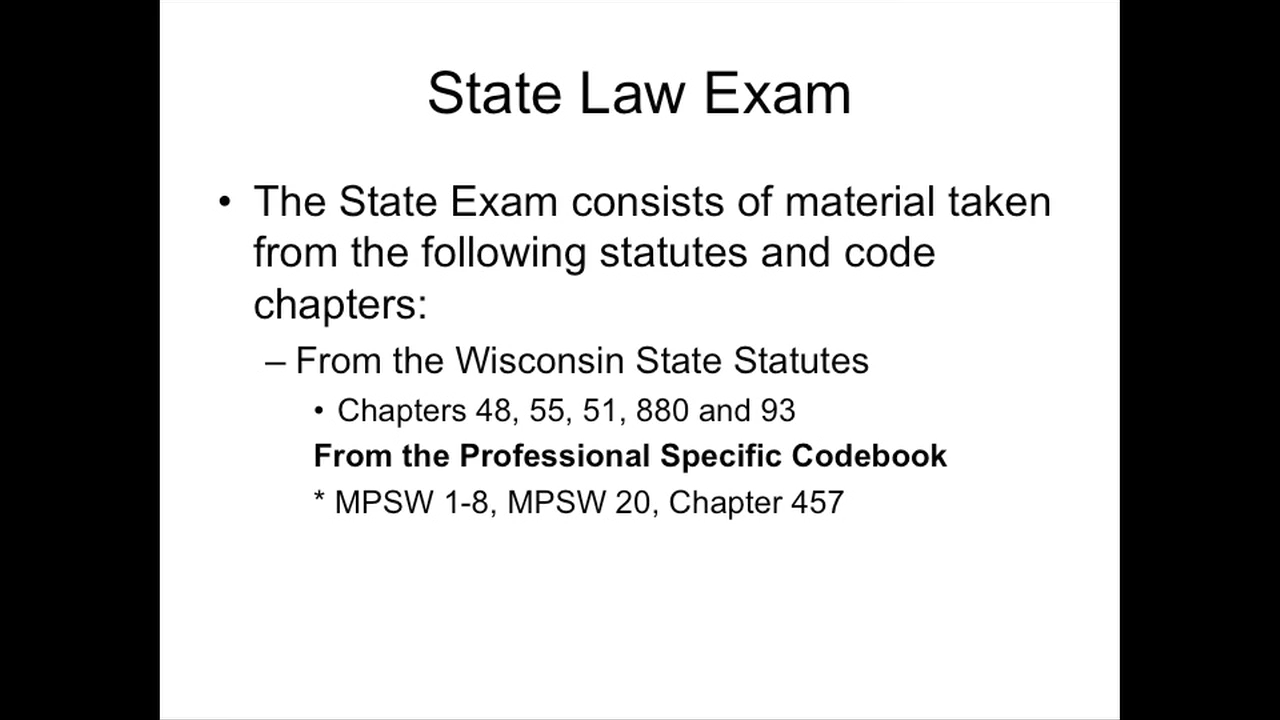 State Law Exam
• The State Exam consists of material taken
from the following statutes and code
chapters:
– From the Wisconsin State Statutes
• Chapters 48, 55, 51, 880 and 93
From the Professional Specific Codebook
* MPSW 1-8, MPSW 20, Chapter 457